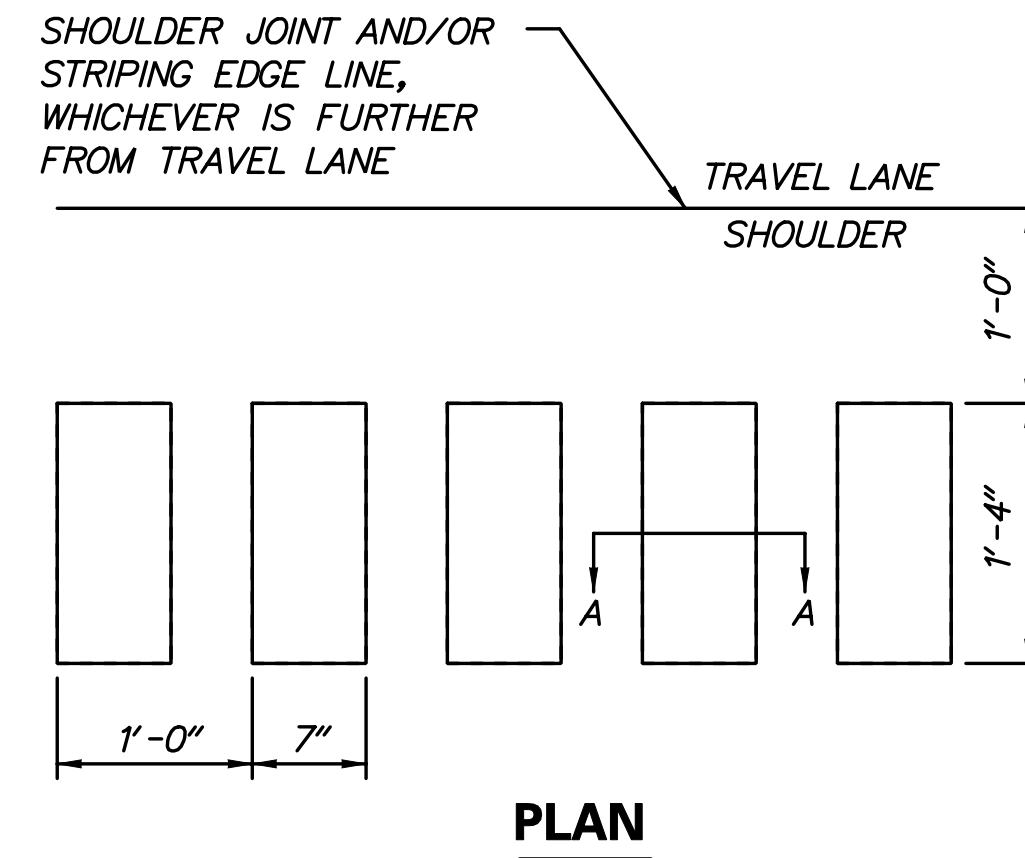 SHOULDER JOINT AND/OR
STRIPING EDGE LINE,
WHICHEVER IS FURTHER
FROM TRAVEL LANE
TRAVEL LANE
SHOULDER
1'-0"
1'-4"
A
A
1'-0"
7"
PLAN